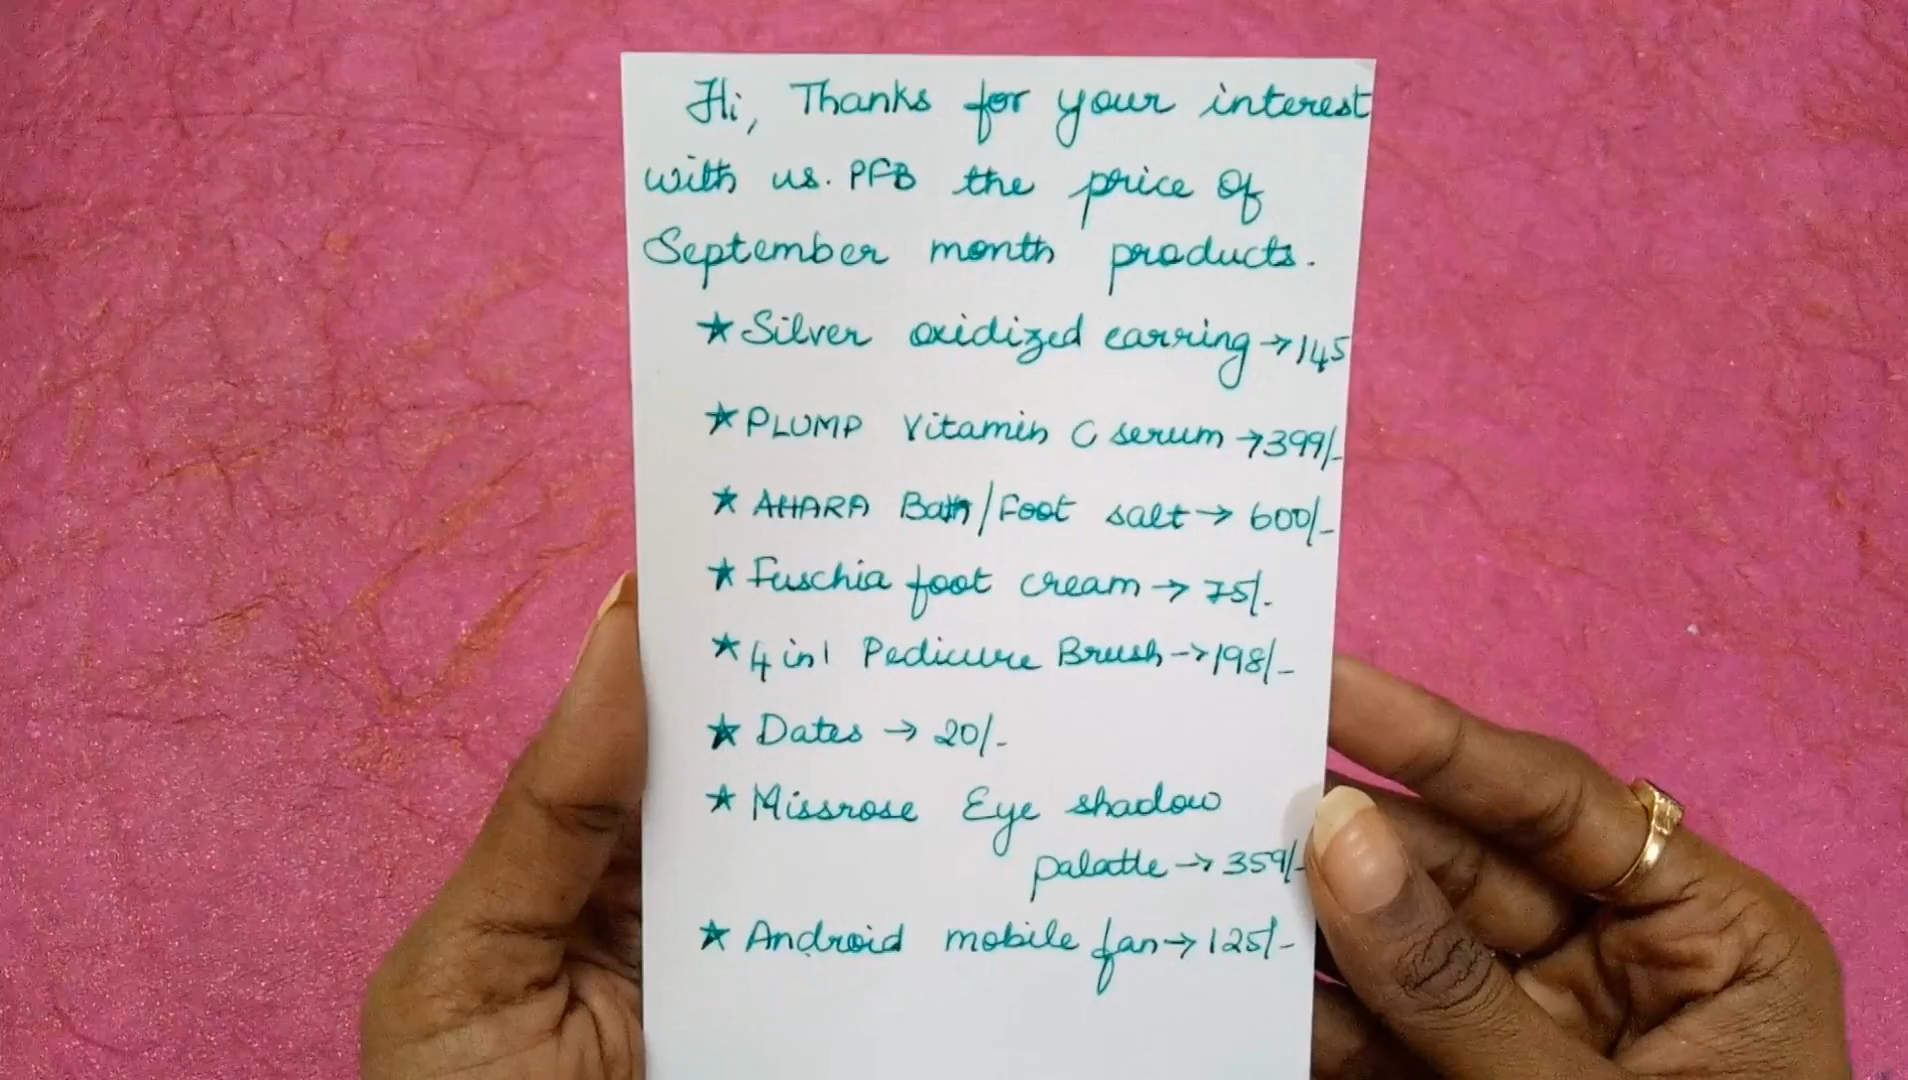 Hi, Thanks for your interest
with us. PFB the price of
September month products.
★ Silver oxidized earring → 145
★ PLUMP Vitamin C serum → 399/-
★ AHARA Bath/Foot salt → 600/-
★ Fuschia foot cream → 75/-
★ 4 in 1 Pedicure Brush → 198/-
★ Dates → 20/-
★ Missrose Eye shadow
palatte → 359/-
★ Android mobile fan → 125/-